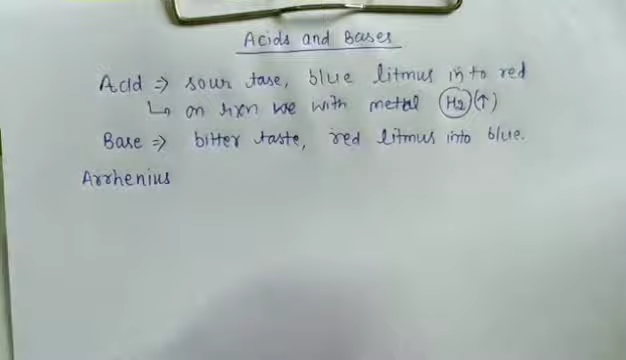 Acids and Bases
Acid ⇒ sour tase, blue litmus in to red
↳ on rxn we with metal (H2)(↑)
Base ⇒ bitter taste, red litmus into blue.
Arrhenius